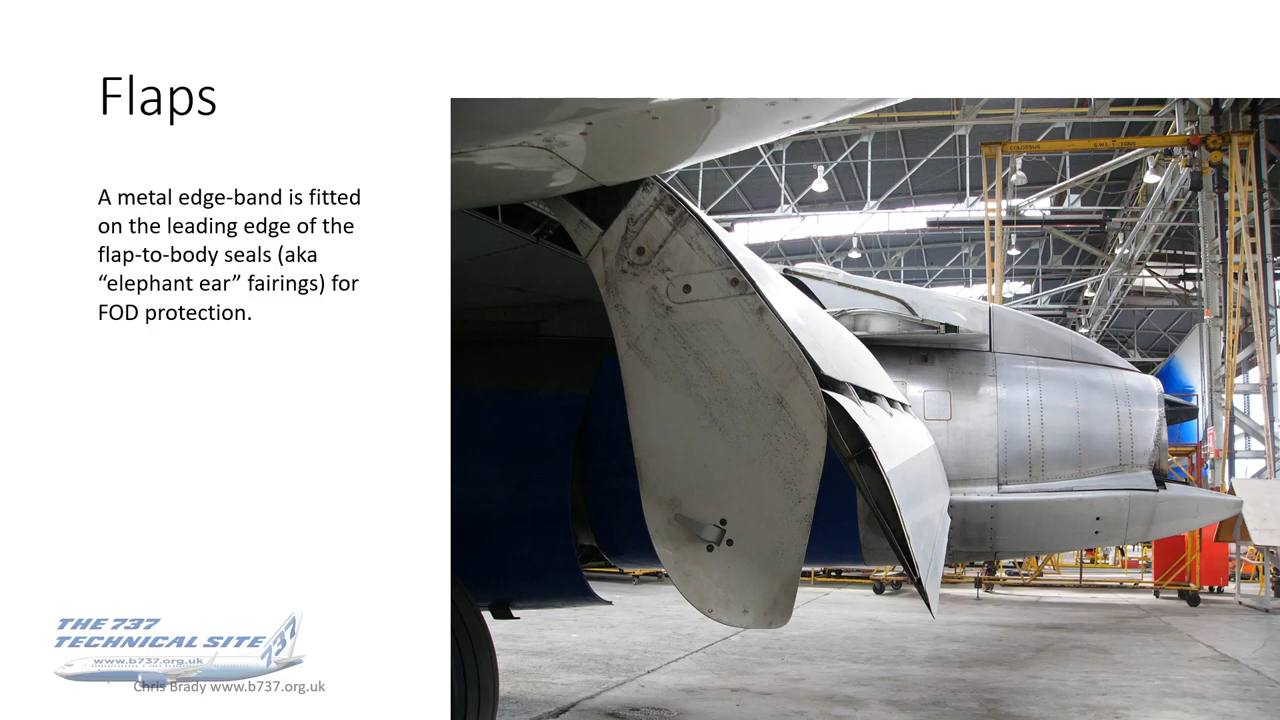 Flaps
A metal edge-band is fitted
on the leading edge of the
flap-to-body seals (aka
“elephant ear” fairings) for
FOD protection.
COLOSSUS
THE 737
TECHNICAL SITE
737
www.b737.org.uk
Chris Brady www.b737.org.uk